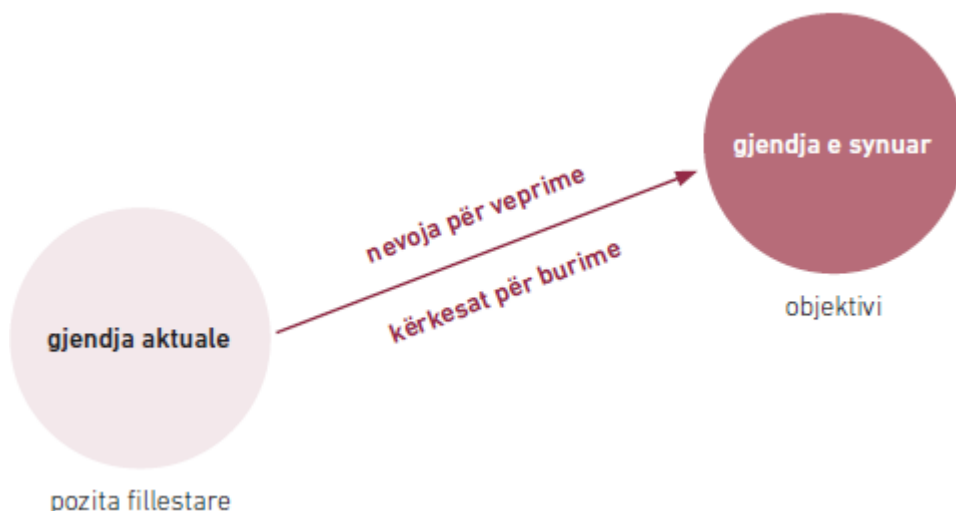 gjendja e synuar
objektivi
nevoja për veprime
kërkesat për burime
gjendja aktuale
pozita fillestare